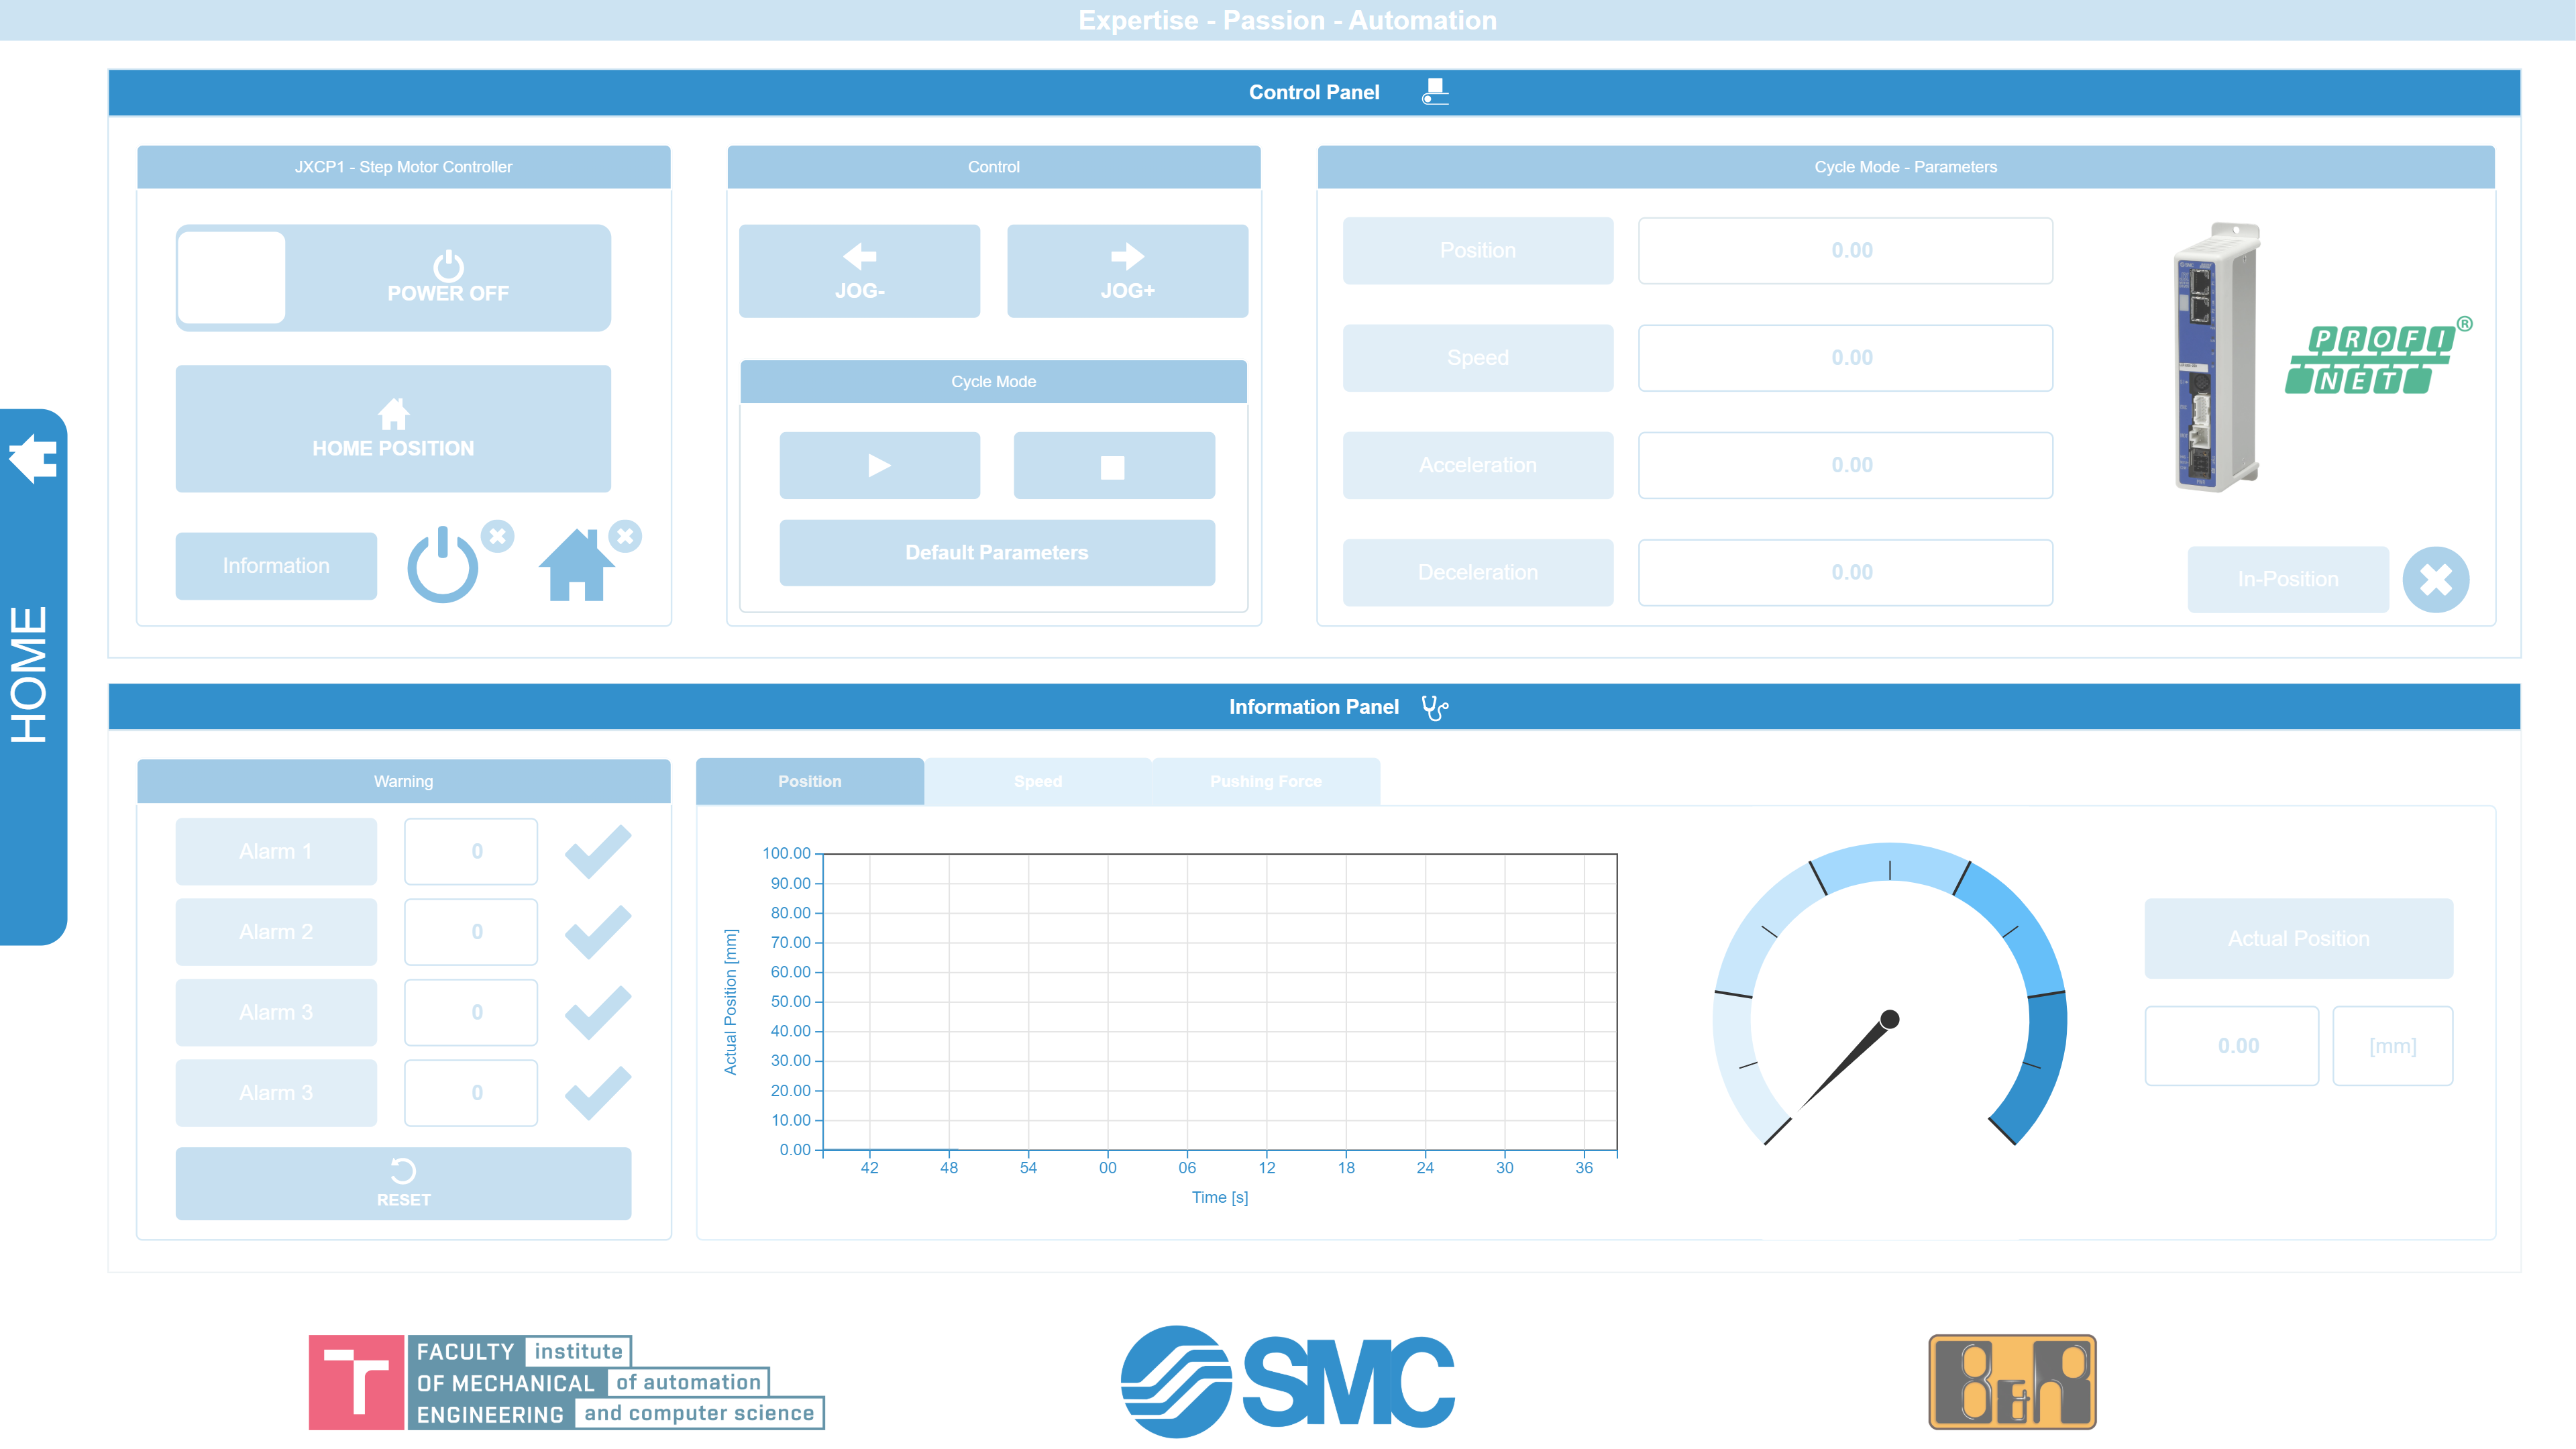 Expertise - Passion - Automation
Control Panel
JXCP1 - Step Motor Controller
POWER OFF
HOME POSITION
Information
Control
JOG-
JOG+
Cycle Mode
Default Parameters
Cycle Mode - Parameters
Position
0.00
Speed
0.00
Acceleration
0.00
Deceleration
0.00
PROFI®
NET
In-Position
HOME
Information Panel
Warning
Alarm 1
0
Alarm 2
0
Alarm 3
0
Alarm 3
0
RESET
Position
Speed
Pushing Force
100.00
90.00
80.00
70.00
60.00
50.00
40.00
30.00
20.00
10.00
0.00
Actual Position [mm]
42 48 54 00 06 12 18 24 30 36
Time [s]
Actual Position
0.00
[mm]
FACULTY institute
OF MECHANICAL of automation
ENGINEERING and computer science
SMC
B&R